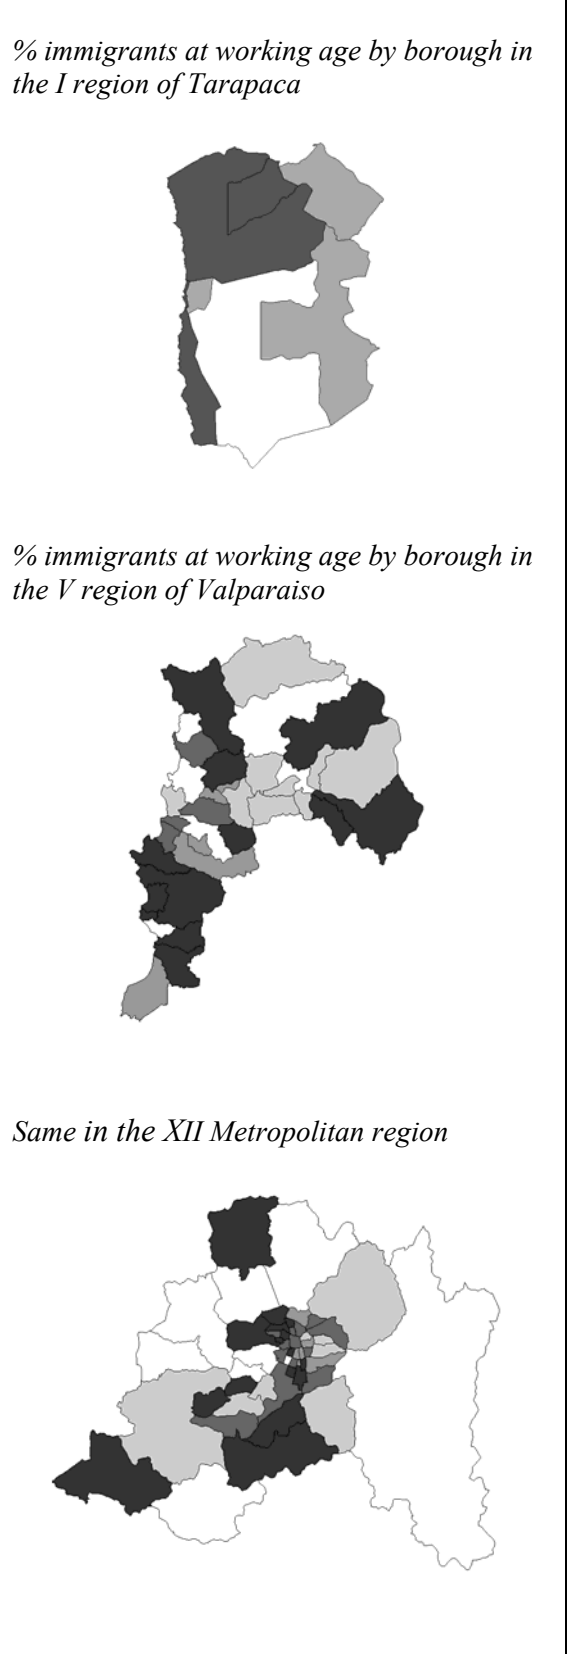 % immigrants at working age by borough in
the I region of Tarapaca
% immigrants at working age by borough in
the V region of Valparaiso
Same in the XII Metropolitan region